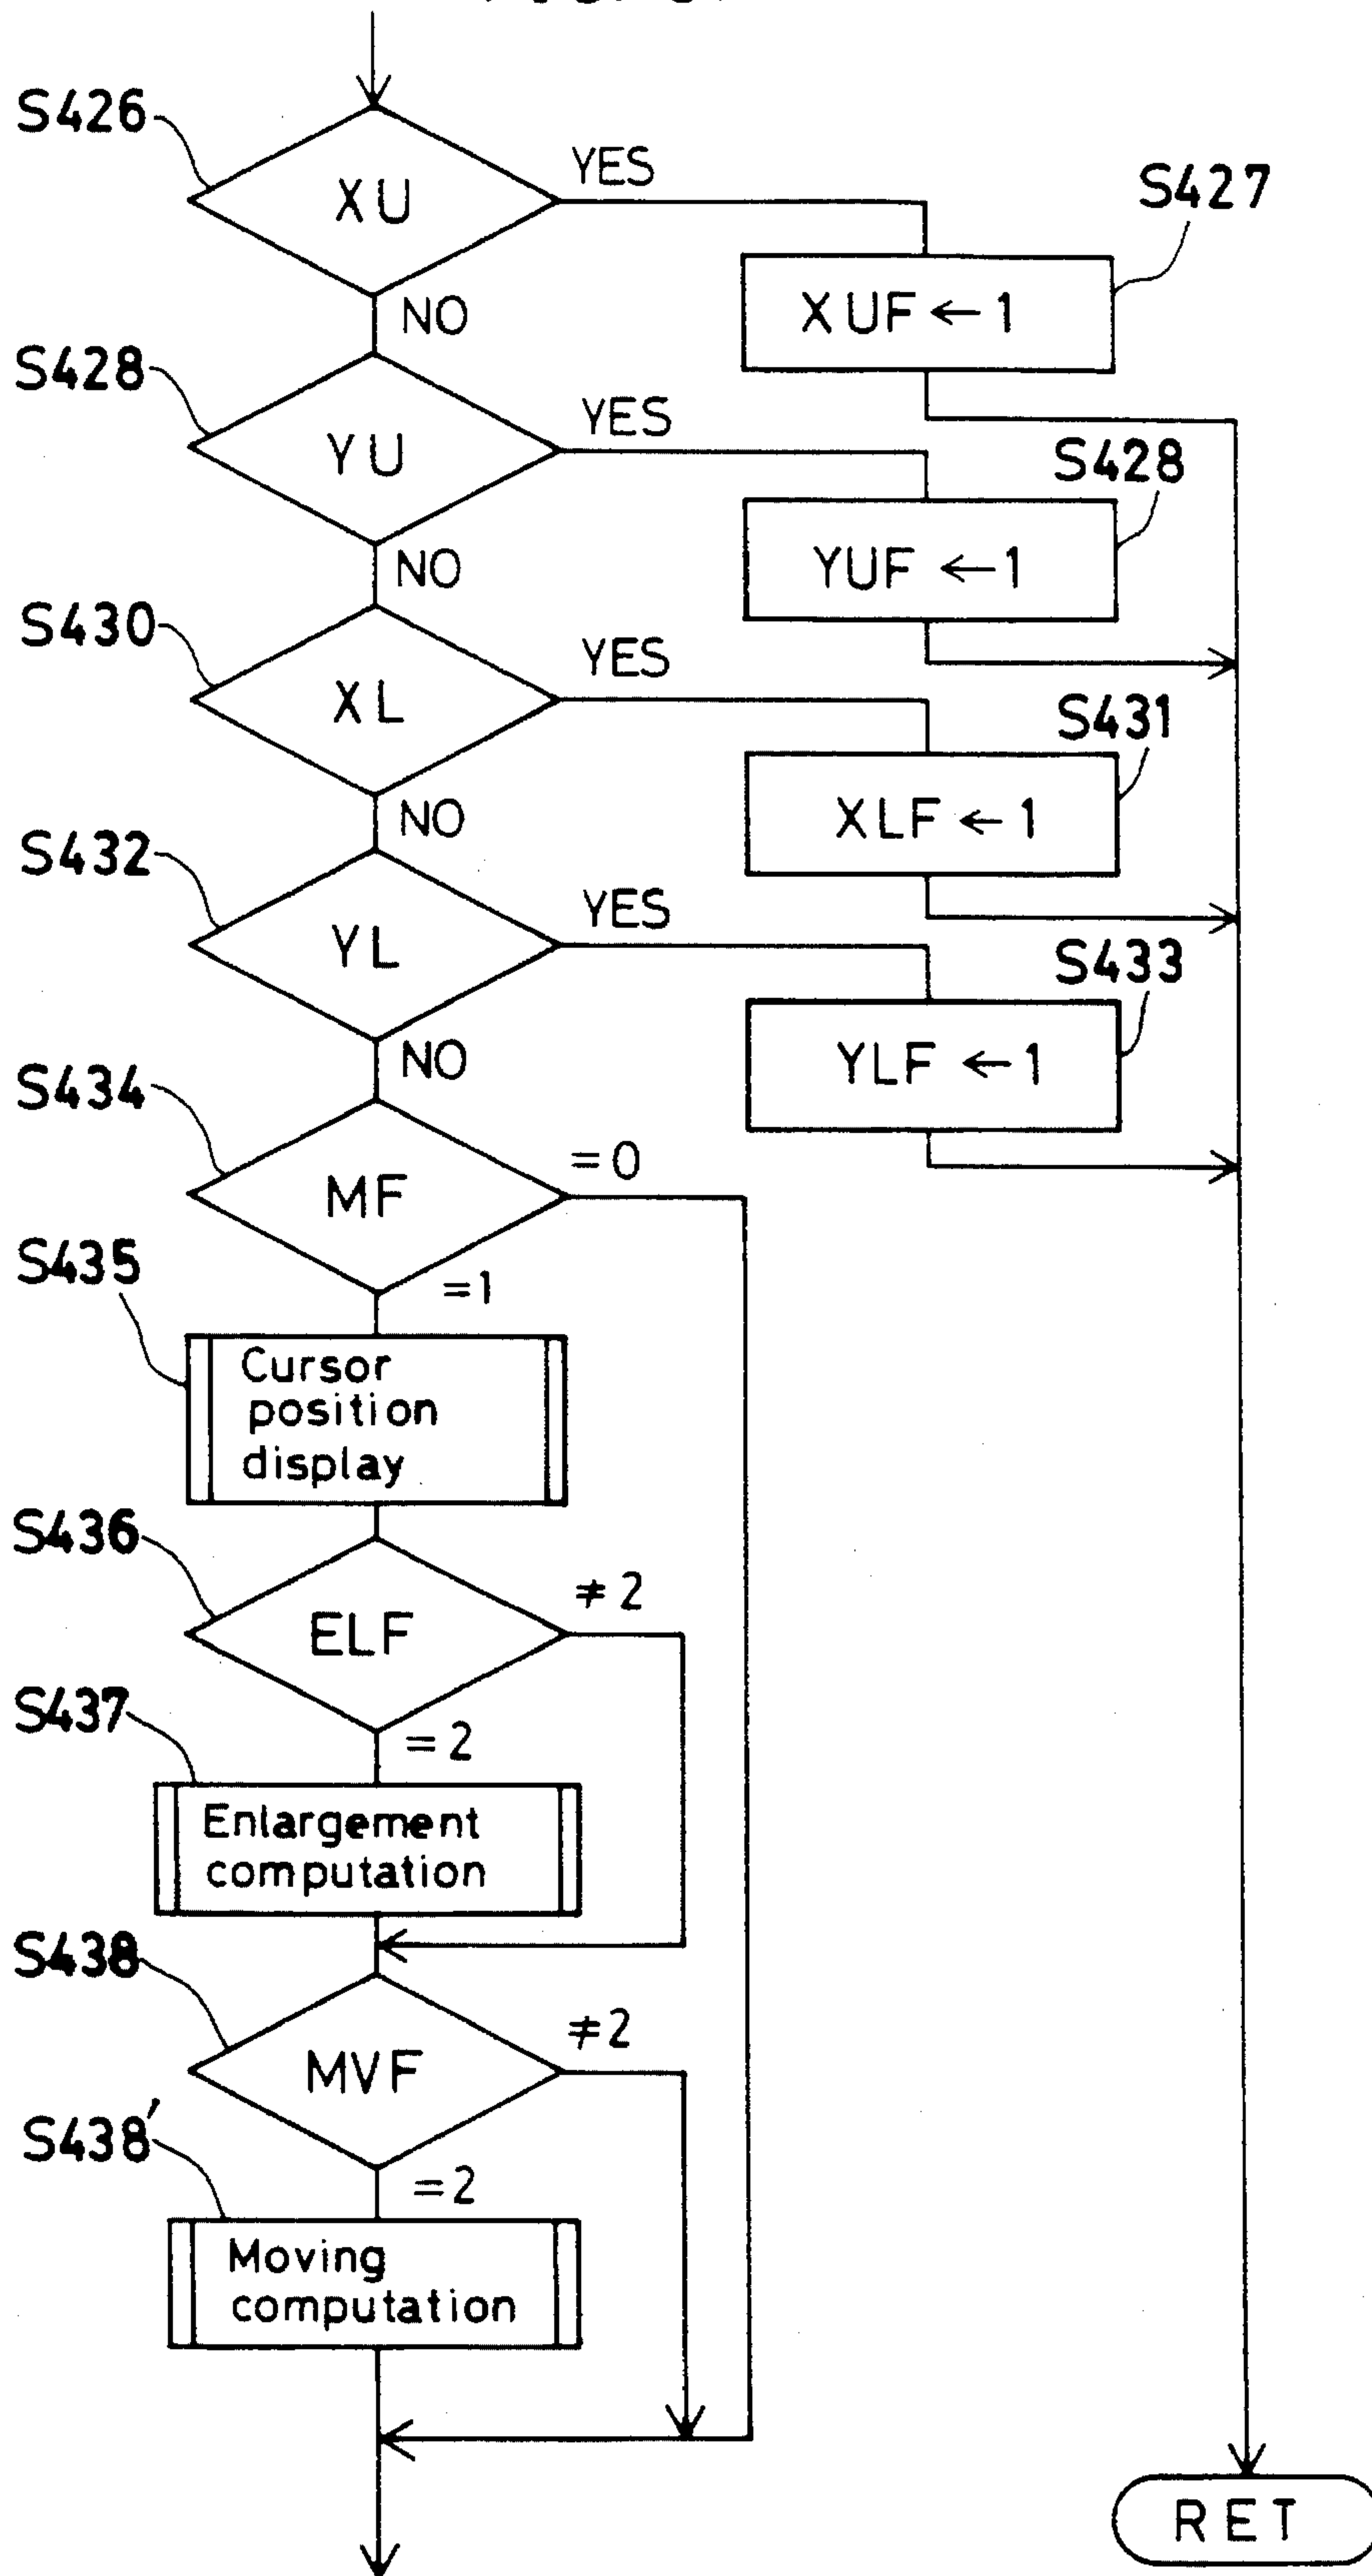 S426
XU
YES
S427
XUF ← 1
NO
S428
YU
YES
S428
YUF ← 1
NO
S430
XL
YES
S431
XLF ← 1
NO
S432
YL
YES
S433
YLF ← 1
NO
S434
MF
=0
=1
S435
Cursor
position
display
S436
ELF
≠2
=2
S437
Enlargement
computation
S438
MVF
≠2
=2
S438'
Moving
computation
RET